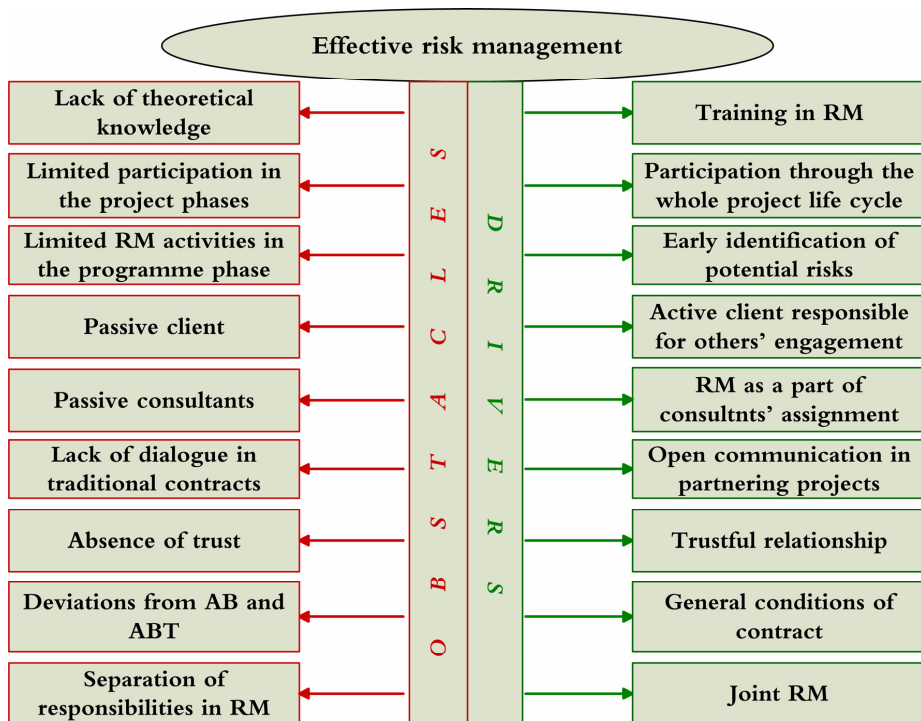 Effective risk management
Lack of theoretical
knowledge
Limited participation in
the project phases
Limited RM activities in
the programme phase
Passive client
Passive consultants
Lack of dialogue in
traditional contracts
Absence of trust
Deviations from AB and
ABT
Separation of
responsibilities in RM
OBSTACLES
DRIVERS
Training in RM
Participation through the
whole project life cycle
Early identification of
potential risks
Active client responsible
for others’ engagement
RM as a part of
consultnts’ assignment
Open communication in
partnering projects
Trustful relationship
General conditions of
contract
Joint RM